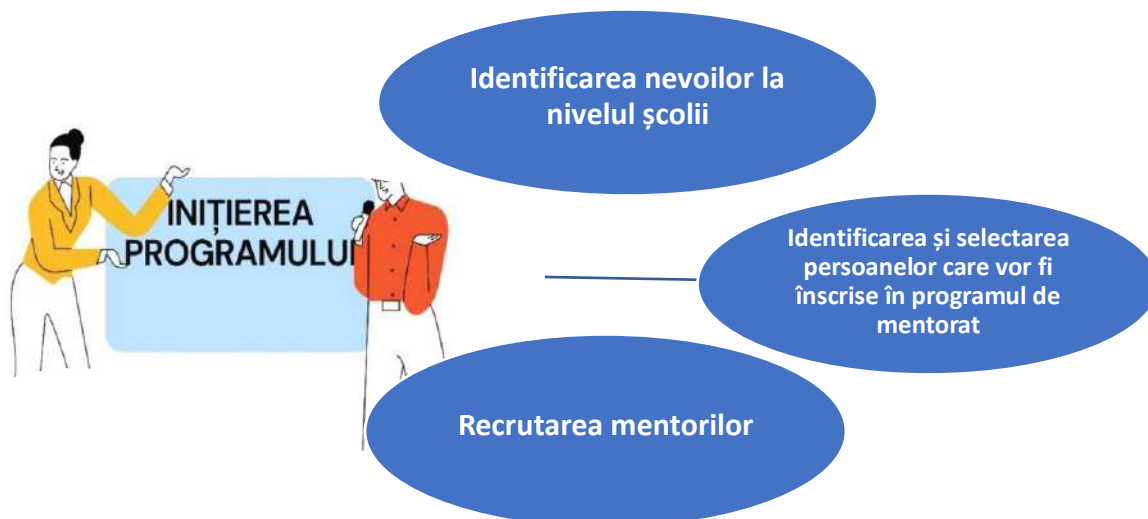 Identificarea nevoilor la
nivelul școlii
INIȚIEREA
PROGRAMULUI
Identificarea și selectarea
persoanelor care vor fi
înscrise în programul de
mentorat
Recrutarea mentorilor